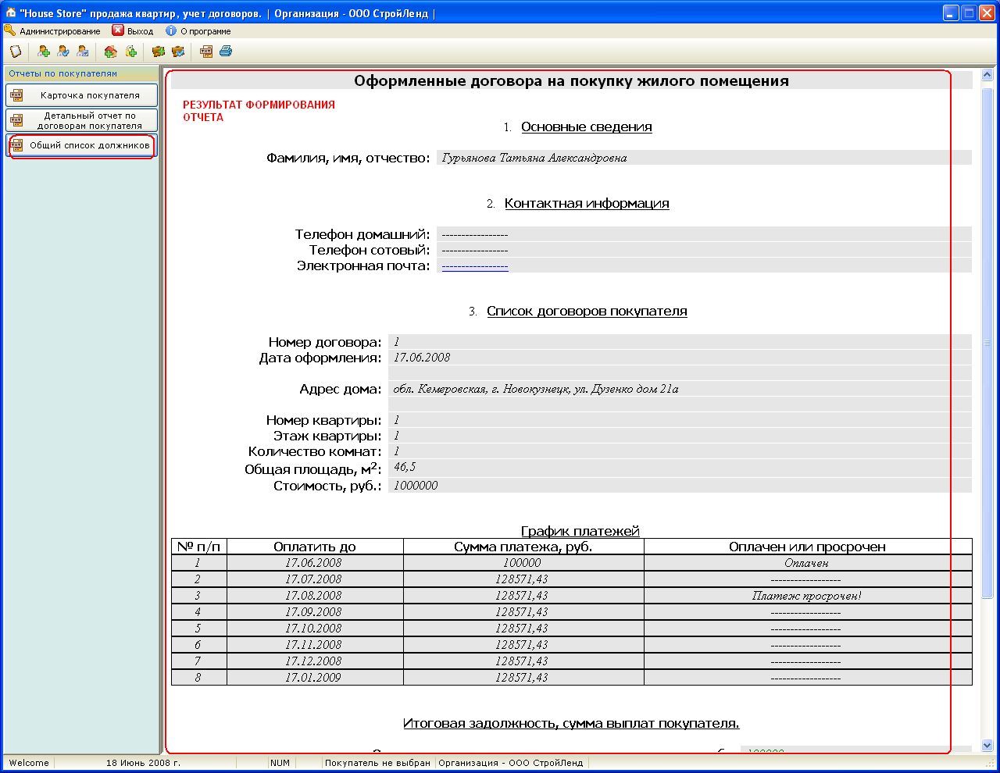 "House Store" продажа квартир, учет договоров. | Организация - ООО СтройЛенд |
Администрирование Выход О программе
Отчеты по покупателям
Карточка покупателя
Детальный отчет по
договорам покупателя
Общий список должников
Оформленные договора на покупку жилого помещения
РЕЗУЛЬТАТ ФОРМИРОВАНИЯ
ОТЧЕТА
1. Основные сведения
Фамилия, имя, отчество: Гурьянова Татьяна Александровна
2. Контактная информация
Телефон домашний: -----------------
Телефон сотовый: -----------------
Электронная почта: -----------------
3. Список договоров покупателя
Номер договора: 1
Дата оформления: 17.06.2008
Адрес дома: обл. Кемеровская, г. Новокузнецк, ул. Дузенко дом 21а
Номер квартиры: 1
Этаж квартиры: 1
Количество комнат: 1
Общая площадь, м²: 46,5
Стоимость, руб.: 1000000
График платежей
№ п/п Оплатить до Сумма платежа, руб. Оплачен или просрочен
1 17.06.2008 100000 Оплачен
2 17.07.2008 128571,43 ------------------
3 17.08.2008 128571,43 Платеж просрочен!
4 17.09.2008 128571,43 ------------------
5 17.10.2008 128571,43 ------------------
6 17.11.2008 128571,43 ------------------
7 17.12.2008 128571,43 ------------------
8 17.01.2009 128571,43 ------------------
Итоговая задолжность, сумма выплат покупателя.
Welcome 18 Июнь 2008 г. NUM Покупатель не выбран Организация - ООО СтройЛенд